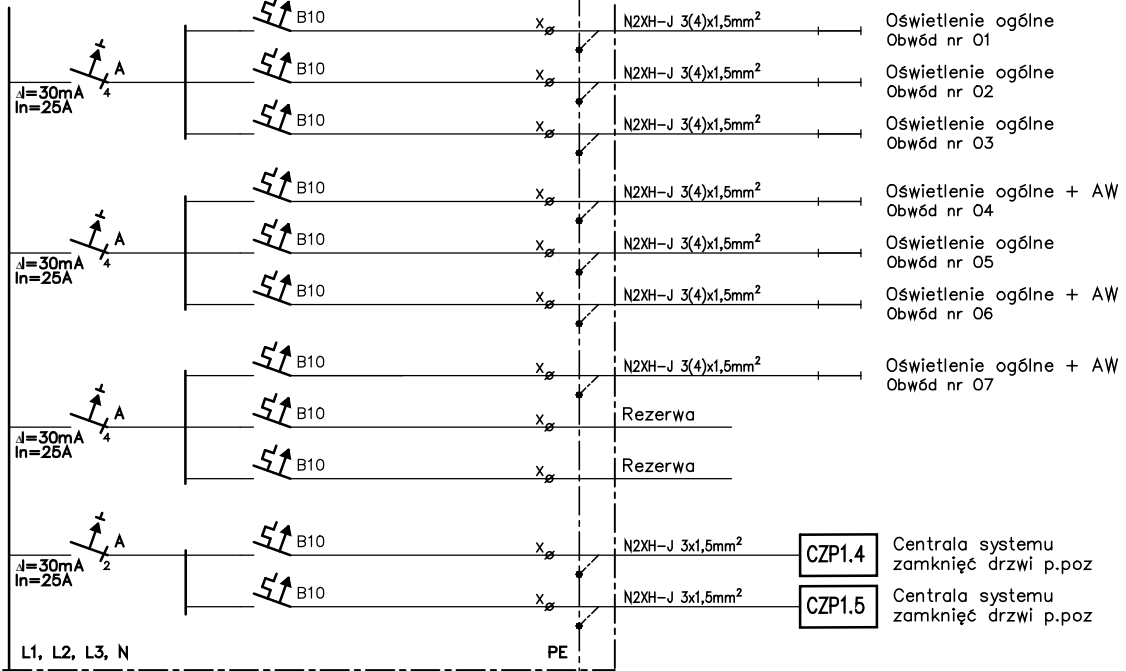 B10 X N2XH-J 3(4)x1,5mm² Oświetlenie ogólne
Obwód nr 01
A
4
ΔI=30mA
In=25A
B10 X N2XH-J 3(4)x1,5mm² Oświetlenie ogólne
Obwód nr 02
B10 X N2XH-J 3(4)x1,5mm² Oświetlenie ogólne
Obwód nr 03
B10 X N2XH-J 3(4)x1,5mm² Oświetlenie ogólne + AW
Obwód nr 04
A
4
ΔI=30mA
In=25A
B10 X N2XH-J 3(4)x1,5mm² Oświetlenie ogólne
Obwód nr 05
B10 X N2XH-J 3(4)x1,5mm² Oświetlenie ogólne + AW
Obwód nr 06
B10 X N2XH-J 3(4)x1,5mm² Oświetlenie ogólne + AW
Obwód nr 07
A
4
ΔI=30mA
In=25A
B10 X Rezerwa
B10 X Rezerwa
A
2
ΔI=30mA
In=25A
B10 X N2XH-J 3x1,5mm² CZP1.4 Centrala systemu
zamknięć drzwi p.poz
B10 X N2XH-J 3x1,5mm² CZP1.5 Centrala systemu
zamknięć drzwi p.poz
L1, L2, L3, N PE